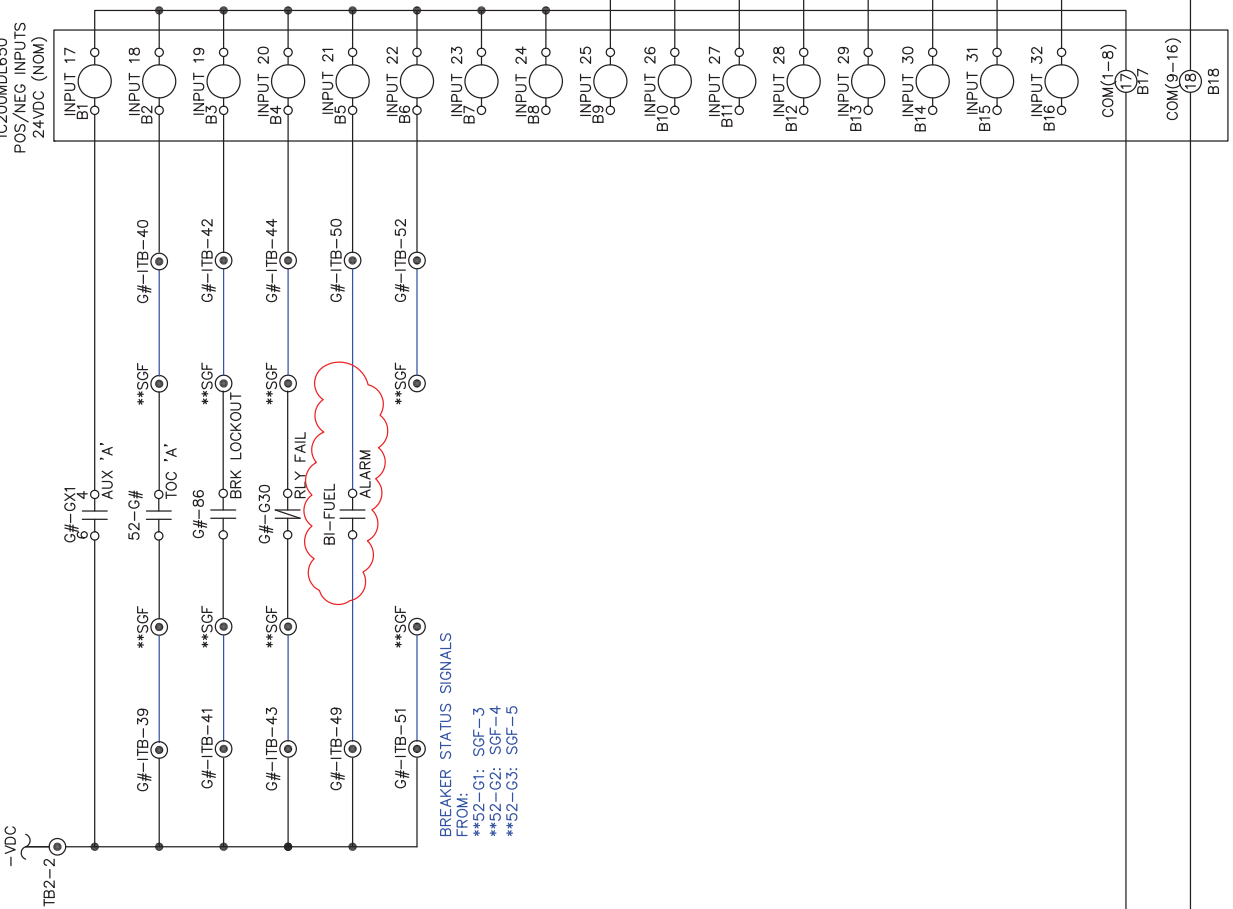 IC200MDL650
POS/NEG INPUTS
24VDC (NOM)
INPUT 17
B1
INPUT 18
B2
INPUT 19
B3
INPUT 20
B4
INPUT 21
B5
INPUT 22
B6
INPUT 23
B7
INPUT 24
B8
INPUT 25
B9
INPUT 26
B10
INPUT 27
B11
INPUT 28
B12
INPUT 29
B13
INPUT 30
B14
INPUT 31
B15
INPUT 32
B16
COM(1-8)
17
B17
COM(9-16)
18
B18
G#-ITB-40
G#-ITB-42
G#-ITB-44
G#-ITB-50
G#-ITB-52
**SGF
**SGF
**SGF
**SGF
G#-GX1
6
4
AUX 'A'
52-G#
TOC 'A'
G#-86
BRK LOCKOUT
G#-G30
RLY FAIL
BI-FUEL
ALARM
**SGF
**SGF
**SGF
**SGF
G#-ITB-39
G#-ITB-41
G#-ITB-43
G#-ITB-49
G#-ITB-51
-VDC
TB2-2
BREAKER STATUS SIGNALS
FROM:
**52-G1: SGF-3
**52-G2: SGF-4
**52-G3: SGF-5